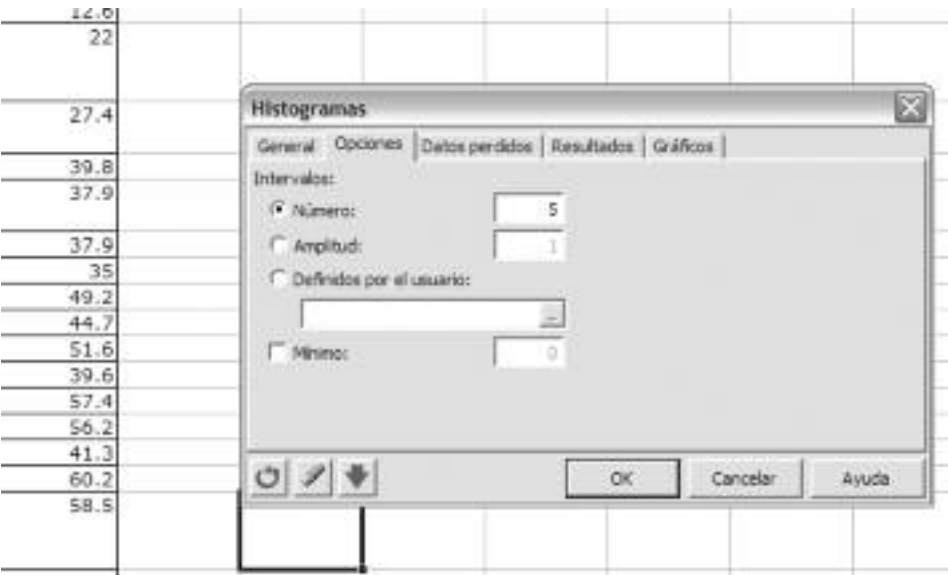 12.6
22
27.4
39.8
37.9
37.9
35
49.2
44.7
51.6
39.6
57.4
56.2
41.3
60.2
58.5
Histogramas
General Opciones Datos perdidos Resultados Gráficos
Intervalos:
Número: 5
Amplitud: 1
Definidos por el usuario:
...
Mínimo: 0
OK Cancelar Ayuda